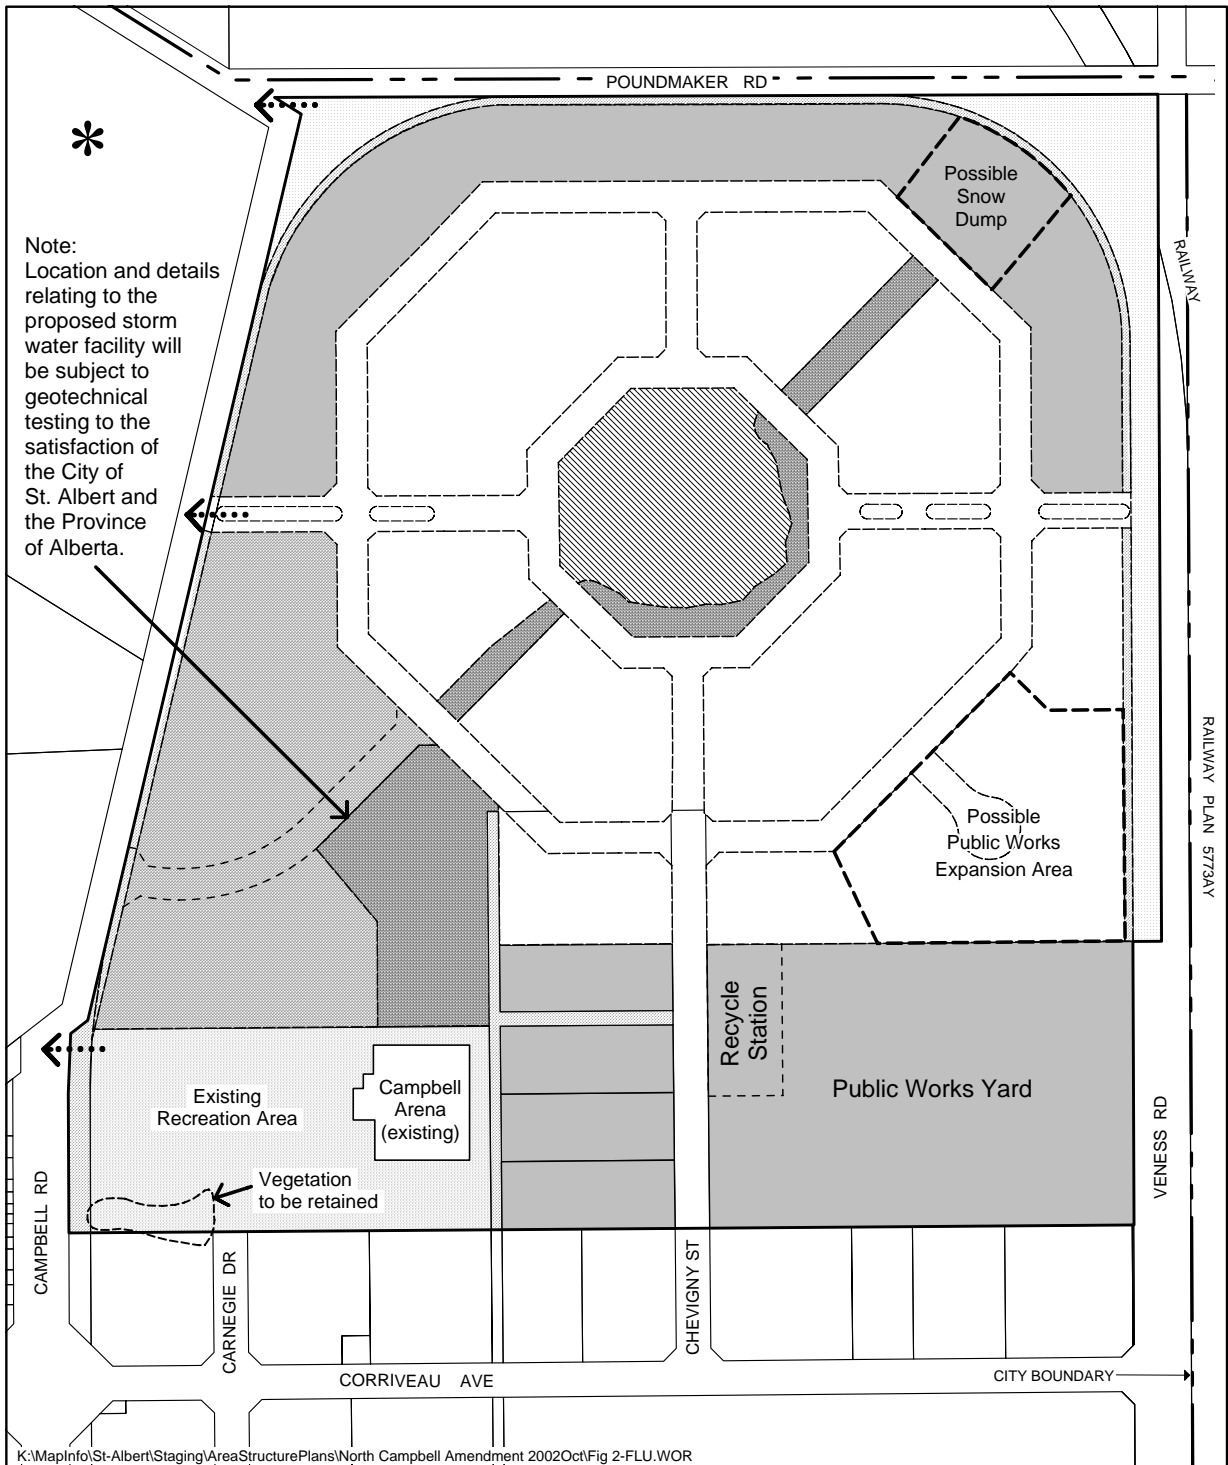 POUNDMAKER RD
*
Possible
Snow
Dump
Note:
Location and details
relating to the
proposed storm
water facility will
be subject to
geotechnical
testing to the
satisfaction of
the City of
St. Albert and
the Province
of Alberta.
RAILWAY
RAILWAY PLAN 5773AY
Possible
Public Works
Expansion Area
Recycle
Station
Public Works Yard
Existing
Recreation Area
Campbell
Arena
(existing)
Vegetation
to be retained
CAMPBELL RD
CARNEGIE DR
CHEVIGNY ST
VENESS RD
CORRIVEAU AVE
CITY BOUNDARY
K:\MapInfo\St-Albert\Staging\AreaStructurePlans\North Campbell Amendment 2002Oct\Fig 2-FLU.WOR